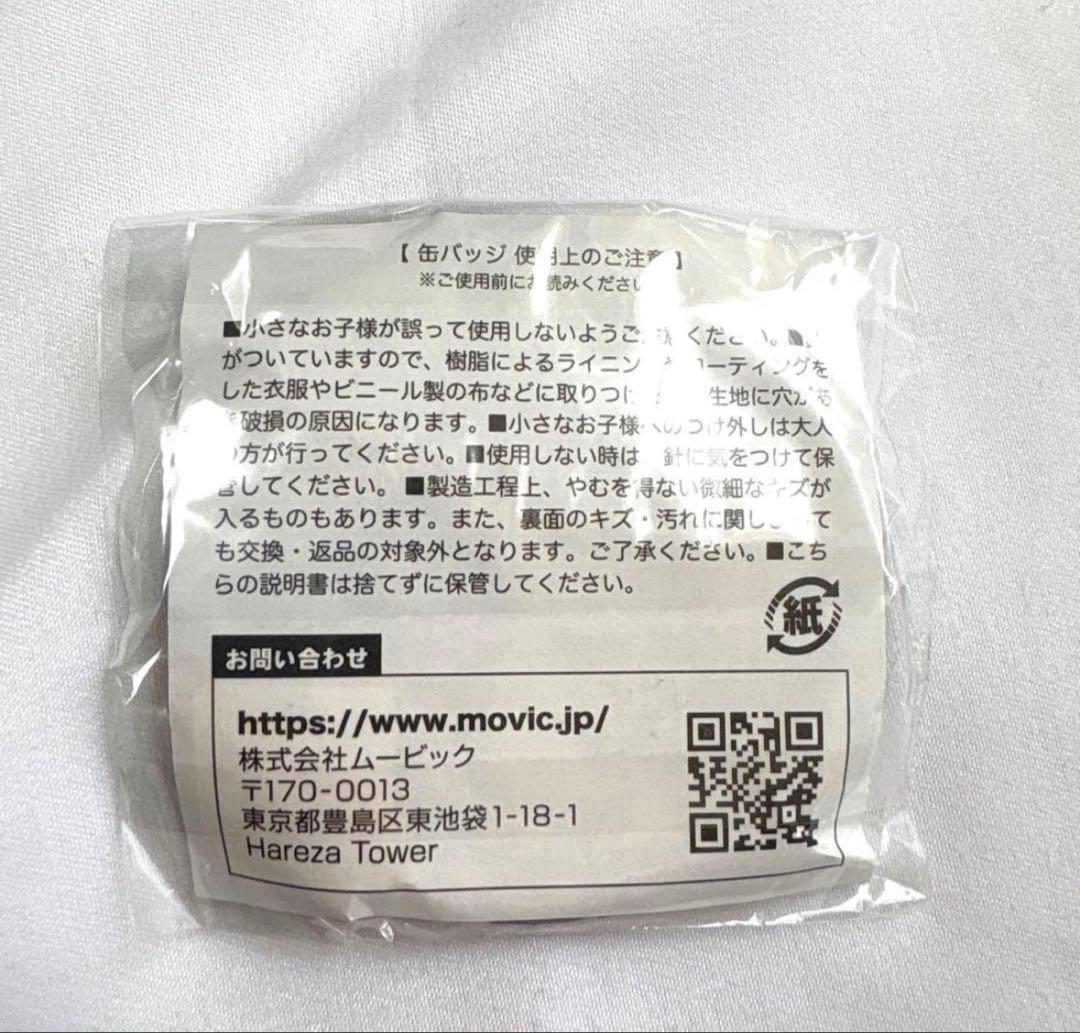 【 缶バッジ 使用上のご注意 】
※ご使用前にお読みください
■小さなお子様が誤って使用しないようご ください。■
がついていますので、樹脂によるライニン ーティングを
した衣服やビニール製の布などに取りつけ 生地に穴があ
破損の原因になります。■小さなお子様へのつけ外しは大人
の方が行ってください。■使用しない時は、針に気をつけて保
管してください。■製造工程上、やむを得ない微細なキズが
入るものもあります。また、裏面のキズ・汚れに関し ても
も交換・返品の対象外となります。ご了承ください。■こち
らの説明書は捨てずに保管してください。
紙
お問い合わせ
https://www.movic.jp/
株式会社ムービック
〒170-0013
東京都豊島区東池袋1-18-1
Hareza Tower